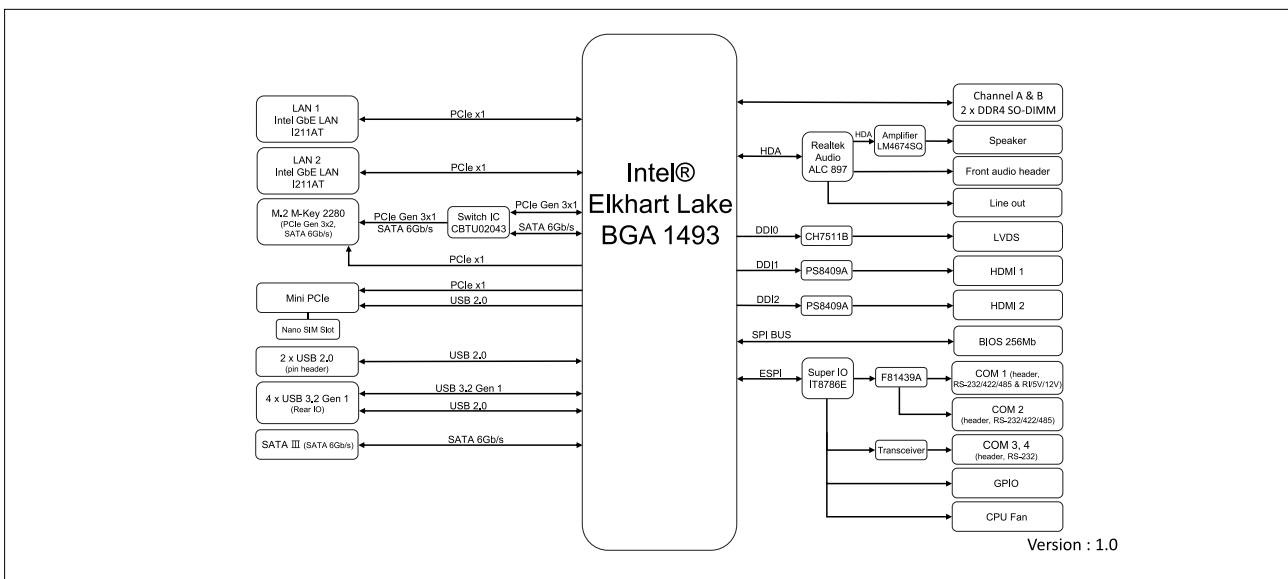 LAN 1
Intel GbE LAN
I211AT
PCIe x1
LAN 2
Intel GbE LAN
I211AT
PCIe x1
M.2 M-Key 2280
(PCIe Gen 3x2,
SATA 6Gb/s)
PCIe Gen 3x1
SATA 6Gb/s
Switch IC
CBTU02043
PCIe Gen 3x1
SATA 6Gb/s
PCIe x1
Mini PCIe
PCIe x1
USB 2.0
Nano SIM Slot
2 x USB 2.0
(pin header)
USB 2.0
4 x USB 3.2 Gen 1
(Rear IO)
USB 3.2 Gen 1
USB 2.0
SATA III (SATA 6Gb/s)
SATA 6Gb/s
Intel®
Elkhart Lake
BGA 1493
Channel A & B
2 x DDR4 SO-DIMM
HDA
Realtek
Audio
ALC 897
HDA
Amplifier
LM4674SQ
Speaker
Front audio header
Line out
DDI0
CH7511B
LVDS
DDI1
PS8409A
HDMI 1
DDI2
PS8409A
HDMI 2
SPI BUS
BIOS 256Mb
ESPI
Super IO
IT8786E
F81439A
COM 1 (header,
RS-232/422/485 & RI/5V/12V)
COM 2
(header, RS-232/422/485)
Transceiver
COM 3, 4
(header, RS-232)
GPIO
CPU Fan
Version : 1.0